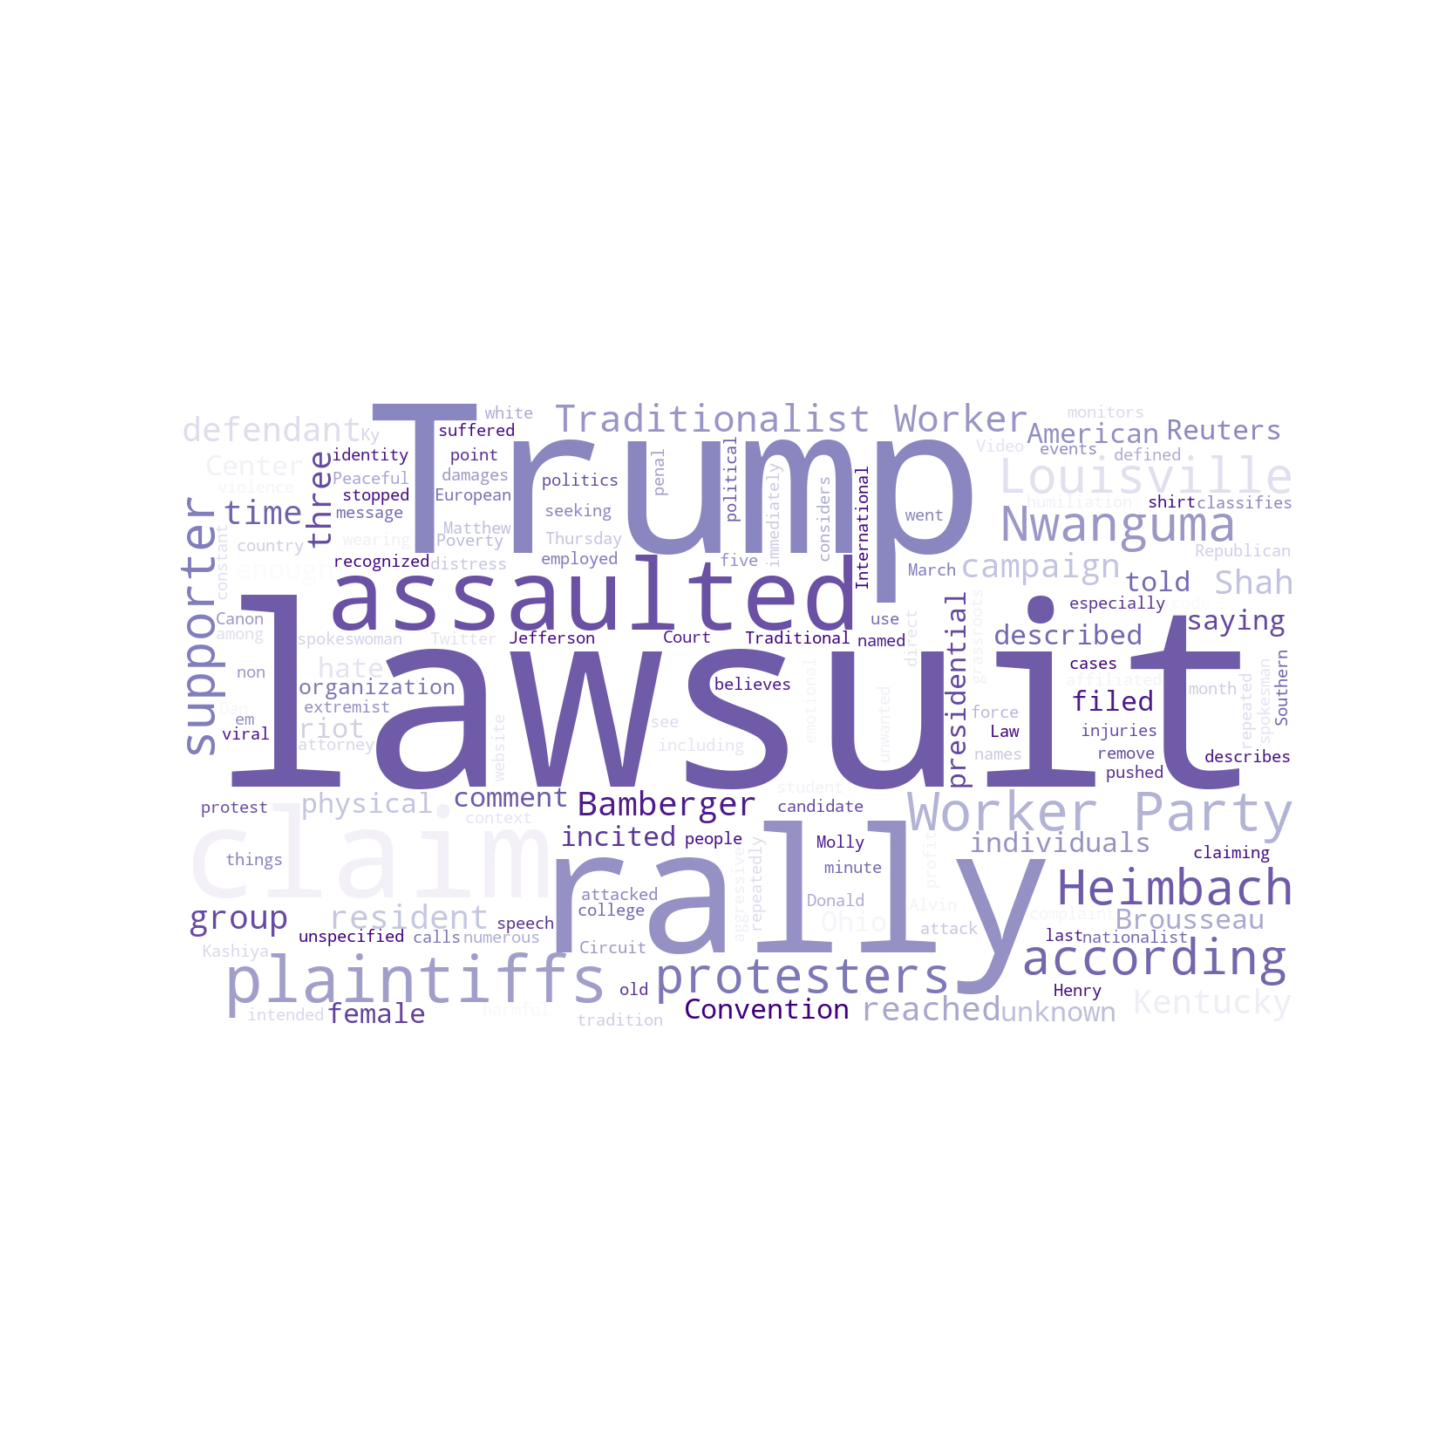 white
Traditionalist Worker
monitors
defendant
Ky
Trump
suffered
Video
American
Reuters
Center
identity
point
events
defined
violence
three
Peaceful
damages
politics
penal
political
Louisville
stopped
European
immediately
considers
International
humiliation
shirt
classifies
time
message
seeking
went
Nwanguma
supporter
constant
country
wearing
Matthew
Poverty
Thursday
Republican
enough
recognized
distress
employed
five
March
campaign
told
Shah
assaulted
Canon
use
direct
grassroots
presidential
especially
code
saying
among
spokeswoman
Twitter
Jefferson
Court
Traditional
named
described
lawsuit
non
hate
believes
emotional
unwanted
cases
affiliated
month
repeated
spokesman
Southern
organization
Dan
extremist
filed
em
riot
see
force
viral
attorney
website
including
Law
injuries
names
remove
describes
pushed
student
protest
physical
comment
Bamberger
candidate
Worker Party
context
claim
incited
people
Molly
individuals
things
aggressive
repeatedly
minute
profit
claiming
rally
attacked
Donald
Alvin
Heimbach
group
resident
speech
college
Ohio
attack
complaint
Brousseau
unspecified
calls
numerous
Circuit
last
nationalist
Kashiya
according
plaintiffs
protesters
old
Henry
intended
female
harmful
tradition
Convention
reached
unknown
Kentucky